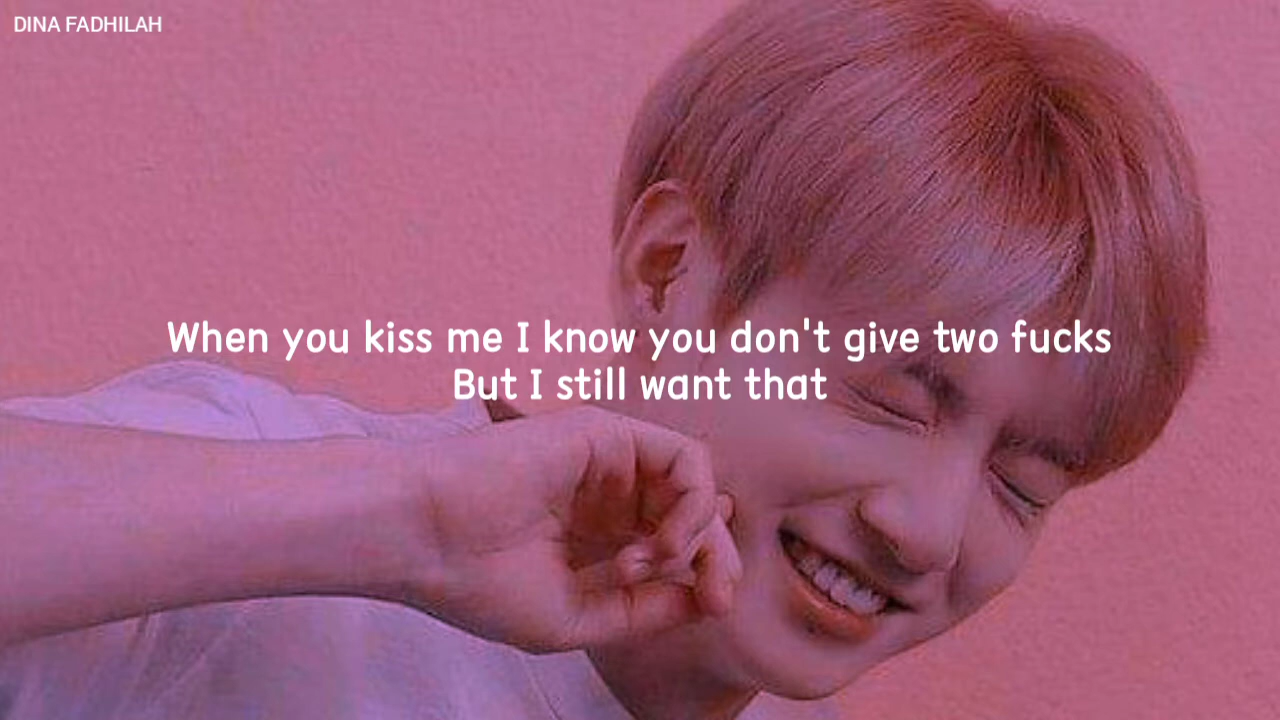 DINA FADHILAH
When you kiss me I know you don't give two fucks
But I still want that